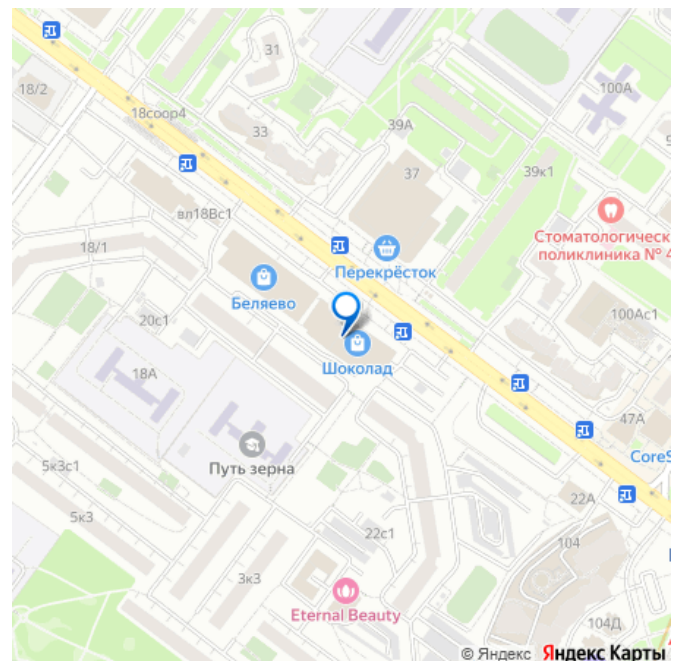 31
18/2
100А
18соор4
39А
33
37
39к1
Стоматологическ
поликлиника № 4
вл18Вс1
18/1
Перекрёсток
Беляево
20с1
100Ас1
Шоколад
18А
47А
CoreS
Путь зерна
5к3с1
22А
5к3
22с1
104
3к3
Eternal Beauty
104Д
© Яндекс Яндекс Карты